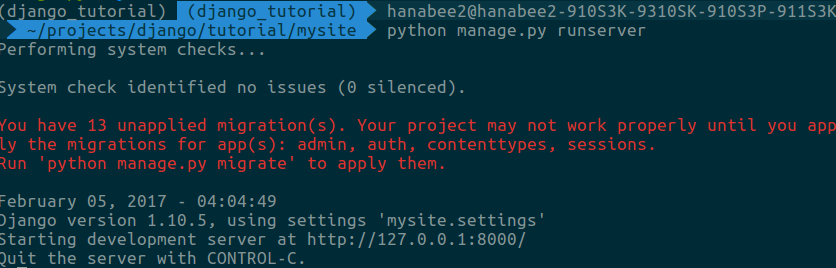 (django_tutorial) (django_tutorial) hanabee2@hanabee2-910S3K-9310SK-910S3P-911S3K
~/projects/django/tutorial/mysite python manage.py runserver
Performing system checks...
System check identified no issues (0 silenced).
You have 13 unapplied migration(s). Your project may not work properly until you app
ly the migrations for app(s): admin, auth, contenttypes, sessions.
Run 'python manage.py migrate' to apply them.
February 05, 2017 - 04:04:49
Django version 1.10.5, using settings 'mysite.settings'
Starting development server at http://127.0.0.1:8000/
Quit the server with CONTROL-C.